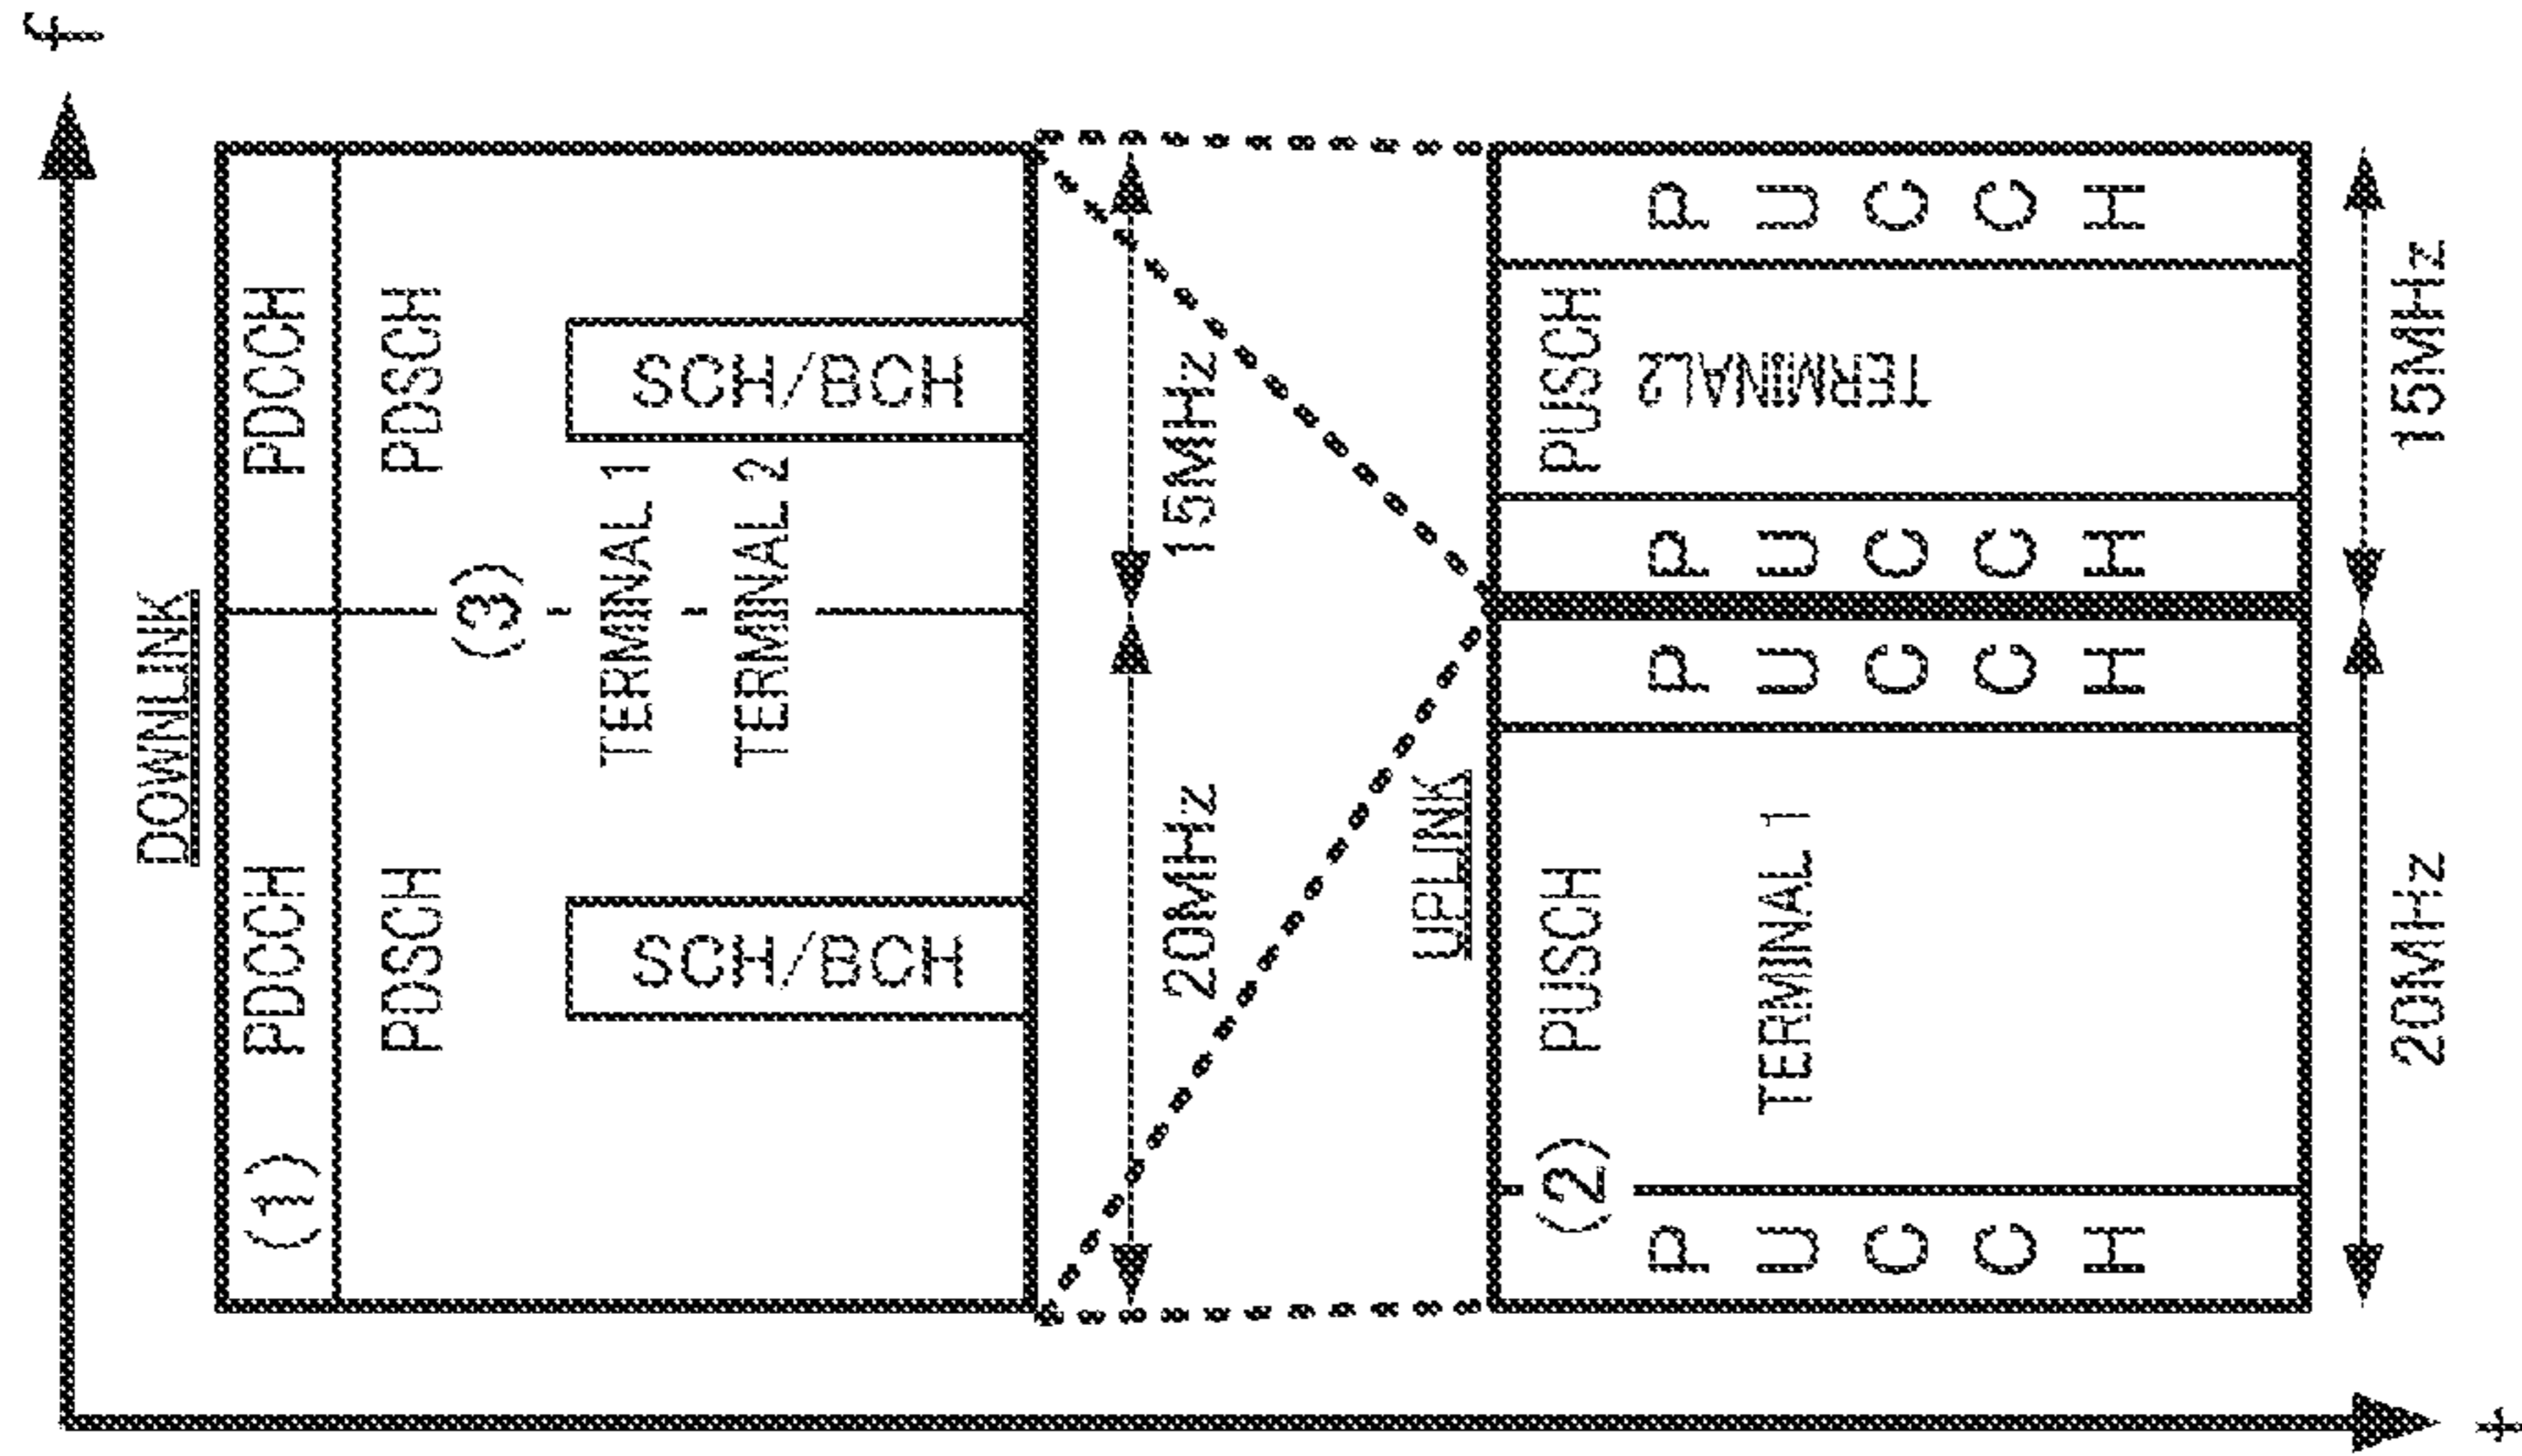 f
DOWNLINK
(1) PDCCH
PDCCH
PDSCH
PDSCH
(3)
SCH/BCH
TERMINAL 1
TERMINAL 2
SCH/BCH
20MHz
15MHz
UPLINK
PUCCH
(2)
PUSCH
TERMINAL 1
PUCCH
PUCCH
PUSCH
TERMINAL2
PUCCH
20MHz
15MHz
t